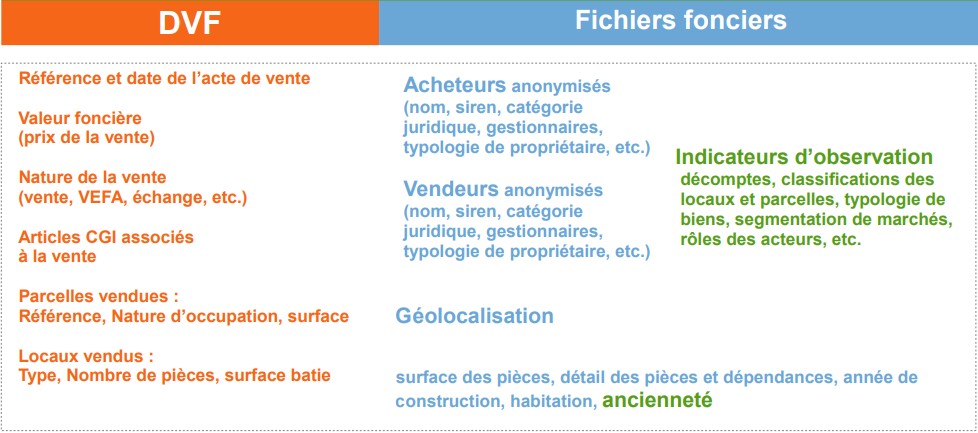 DVF
Fichiers fonciers
Référence et date de l'acte de vente
Valeur foncière
(prix de la vente)
Nature de la vente
(vente, VEFA, échange, etc.)
Articles CGI associés
à la vente
Parcelles vendues :
Référence, Nature d'occupation, surface
Locaux vendus :
Type, Nombre de pièces, surface batie
Acheteurs anonymisés
(nom, siren, catégorie
juridique, gestionnaires,
typologie de propriétaire, etc.)
Vendeurs anonymisés
(nom, siren, catégorie
juridique, gestionnaires,
typologie de propriétaire, etc.)
Géolocalisation
surface des pièces, détail des pièces et dépendances, année de
construction, habitation, ancienneté
Indicateurs d'observation
décomptes, classifications des
locaux et parcelles, typologie de
biens, segmentation de marchés,
rôles des acteurs, etc.